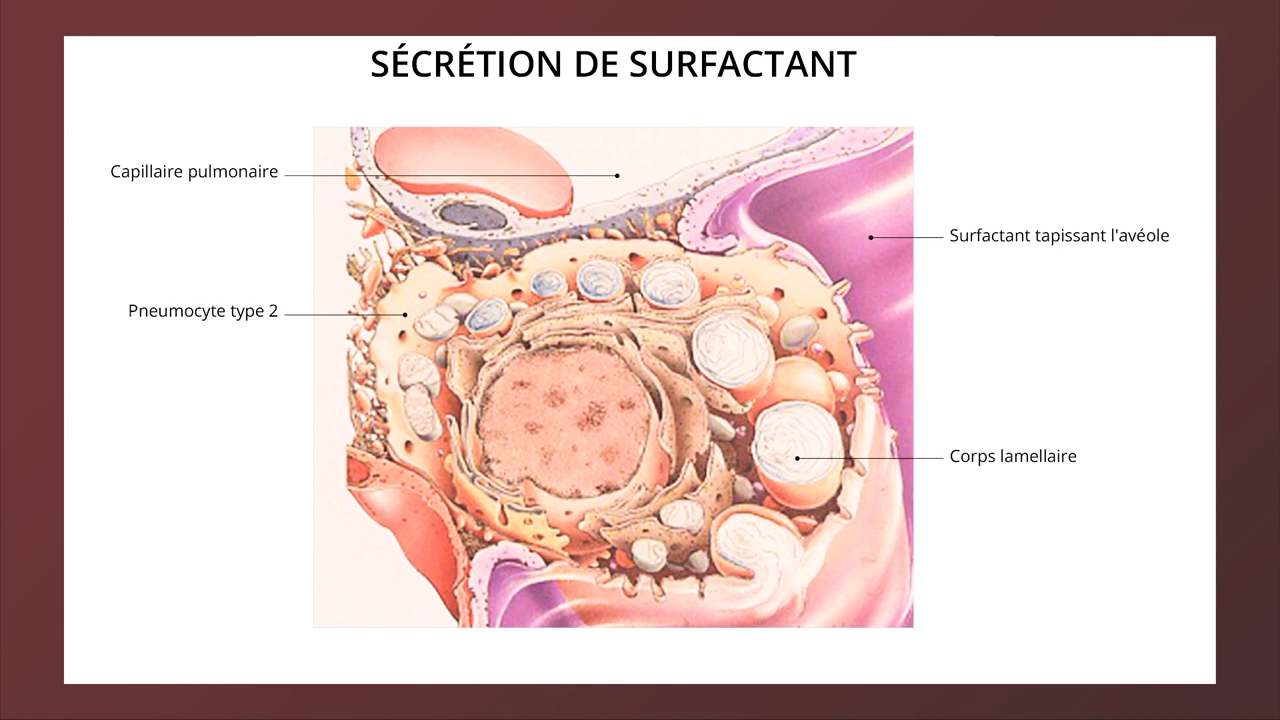 SÉCRÉTION DE SURFACTANT
Capillaire pulmonaire
Surfactant tapissant l'avéole
Pneumocyte type 2
Corps lamellaire